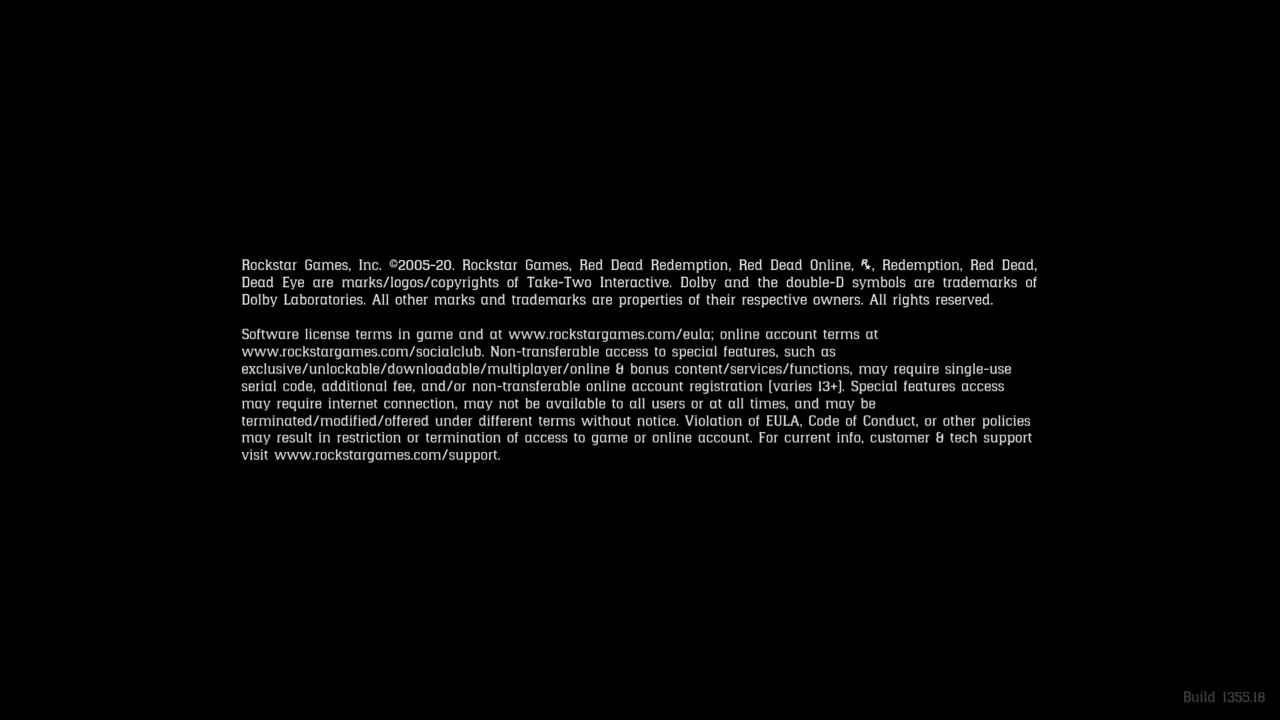 Rockstar Games, Inc. ©2005-20. Rockstar Games, Red Dead Redemption, Red Dead Online, R*, Redemption, Red Dead,
Dead Eye are marks/logos/copyrights of Take-Two Interactive. Dolby and the double-D symbols are trademarks of
Dolby Laboratories. All other marks and trademarks are properties of their respective owners. All rights reserved.
Software license terms in game and at www.rockstargames.com/eula; online account terms at
www.rockstargames.com/socialclub. Non-transferable access to special features, such as
exclusive/unlockable/downloadable/multiplayer/online & bonus content/services/functions, may require single-use
serial code, additional fee, and/or non-transferable online account registration (varies 13+). Special features access
may require internet connection, may not be available to all users or at all times, and may be
terminated/modified/offered under different terms without notice. Violation of EULA, Code of Conduct, or other policies
may result in restriction or termination of access to game or online account. For current info, customer & tech support
visit www.rockstargames.com/support.
Build 1355.18